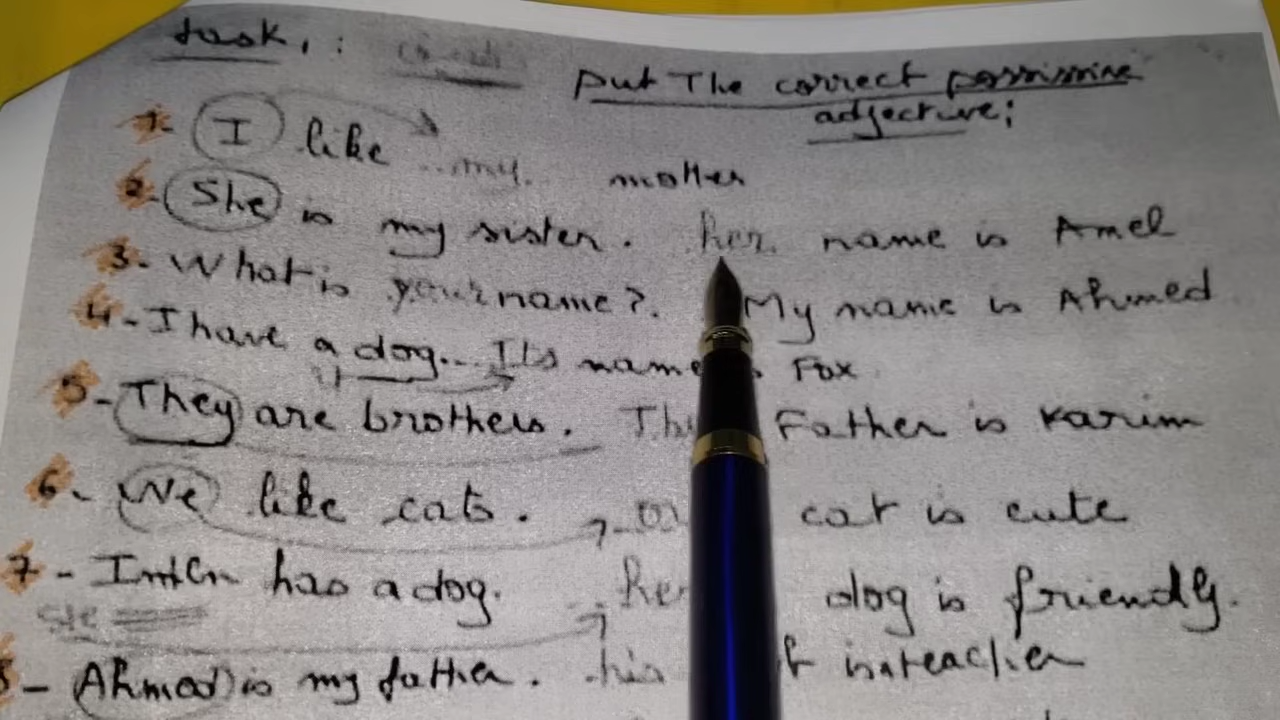 task 1 :
Put The correct possissive
adjective:
1- I like ..my.. mother
2- She is my sister. her. name is Amel
3- What is your name?. My name is Ahmed
4- I have a dog... Its name Fox
5- They are brothers. Father is Karim
6- We like cats. cat is cute
7- has a dog. her dog is friendly.
8- Ahmed is my father. his